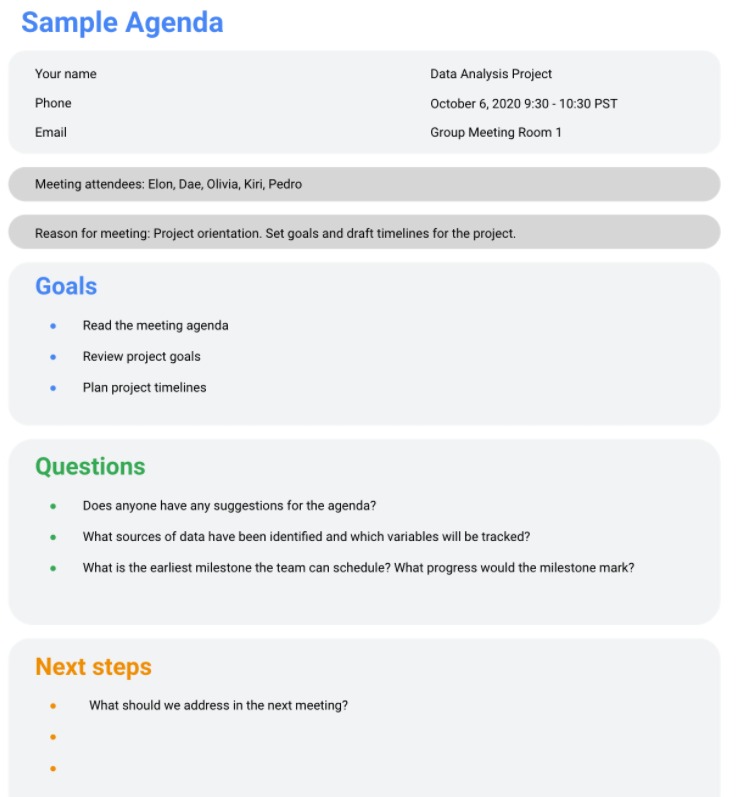 Sample Agenda
Your name
Data Analysis Project
Phone
October 6, 2020 9:30 - 10:30 PST
Email
Group Meeting Room 1
Meeting attendees: Elon, Dae, Olivia, Kiri, Pedro
Reason for meeting: Project orientation. Set goals and draft timelines for the project.
Goals
Read the meeting agenda
Review project goals
Plan project timelines
Questions
Does anyone have any suggestions for the agenda?
What sources of data have been identified and which variables will be tracked?
What is the earliest milestone the team can schedule? What progress would the milestone mark?
Next steps
What should we address in the next meeting?